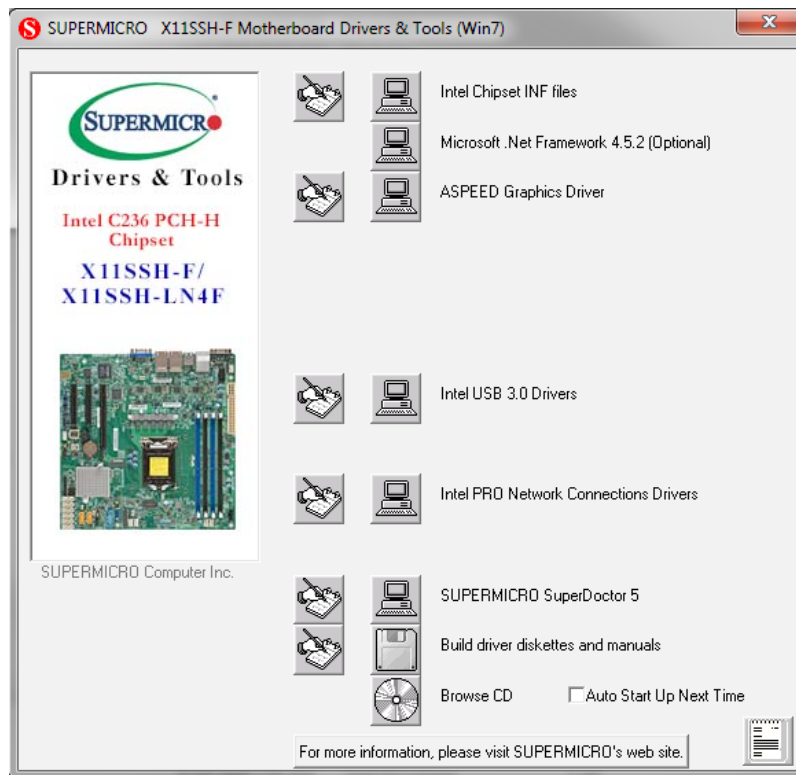 SUPERMICRO X11SSH-F Motherboard Drivers & Tools (Win7)
SUPERMICRO
Drivers & Tools
Intel C236 PCH-H
Chipset
X11SSH-F/
X11SSH-LN4F
SUPERMICRO Computer Inc.
Intel Chipset INF files
Microsoft .Net Framework 4.5.2 (Optional)
ASPEED Graphics Driver
Intel USB 3.0 Drivers
Intel PRO Network Connections Drivers
SUPERMICRO SuperDoctor 5
Build driver diskettes and manuals
Browse CD Auto Start Up Next Time
For more information, please visit SUPERMICRO's web site.